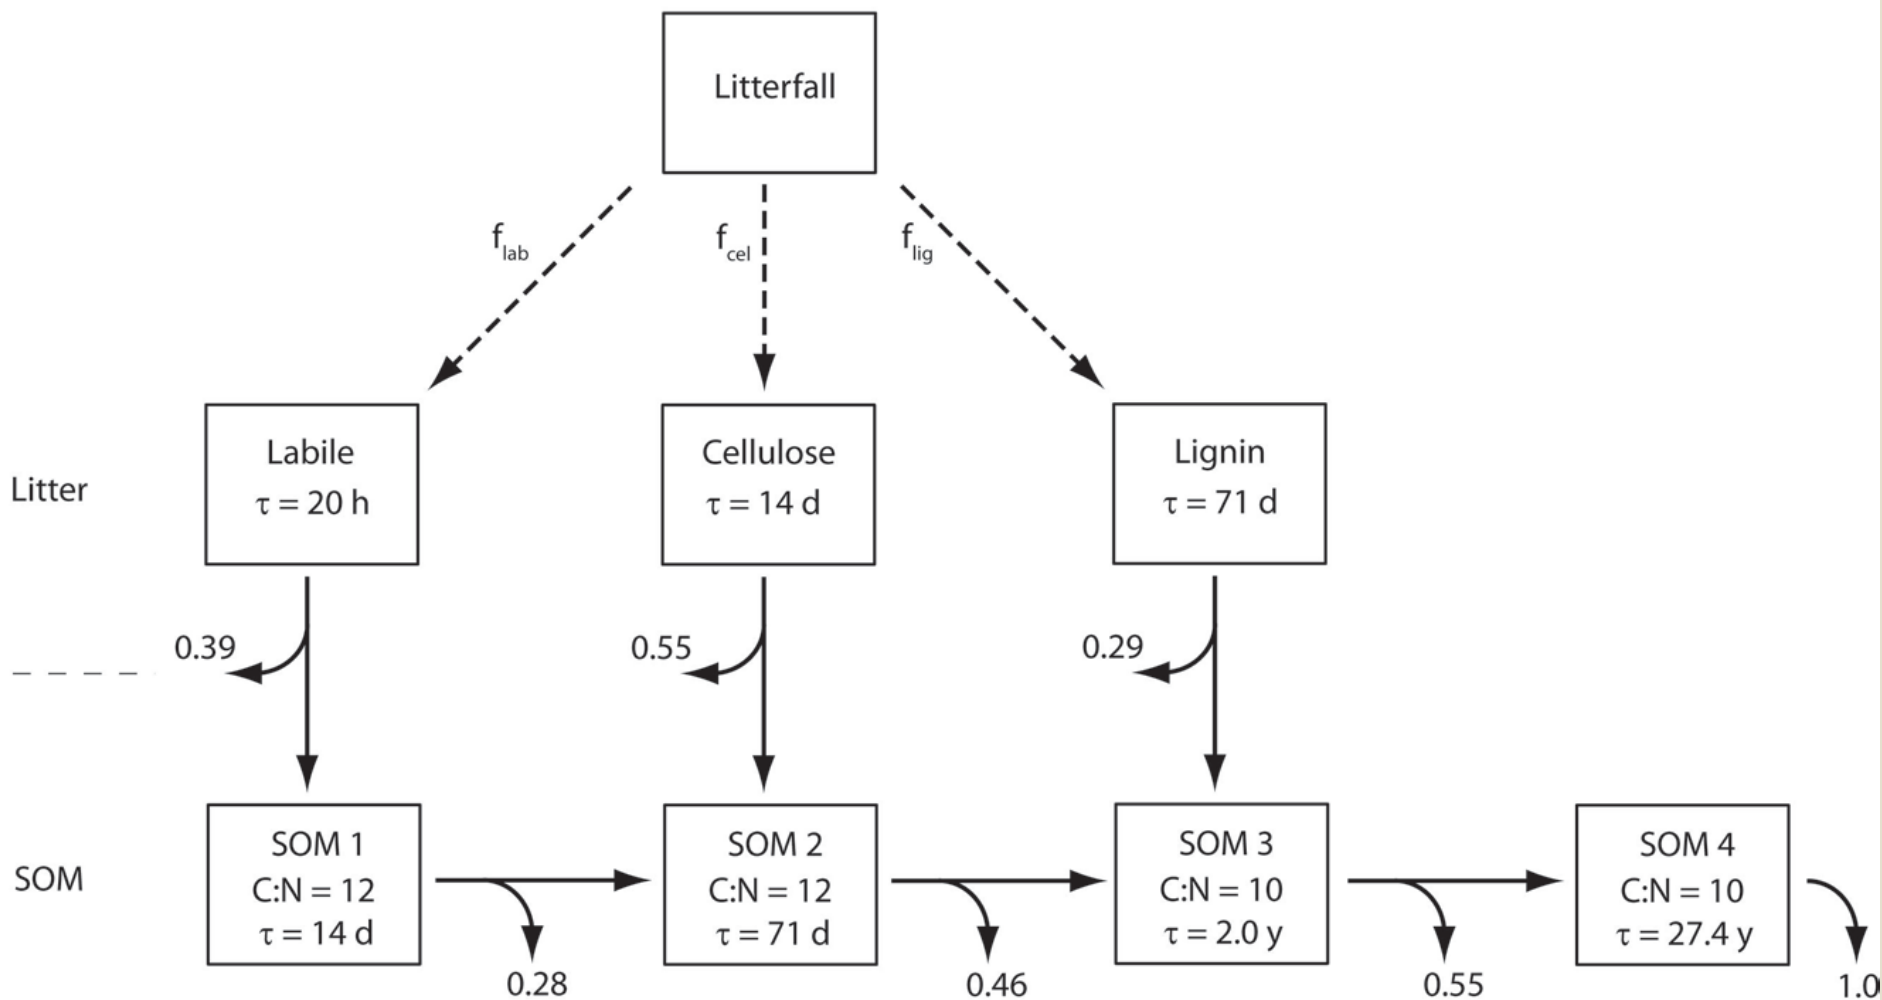 Litterfall
f_lab
f_cel
f_lig
Litter
Labile
τ = 20 h
Cellulose
τ = 14 d
Lignin
τ = 71 d
0.39
0.55
0.29
SOM
SOM 1
C:N = 12
τ = 14 d
SOM 2
C:N = 12
τ = 71 d
SOM 3
C:N = 10
τ = 2.0 y
SOM 4
C:N = 10
τ = 27.4 y
0.28
0.46
0.55
1.0